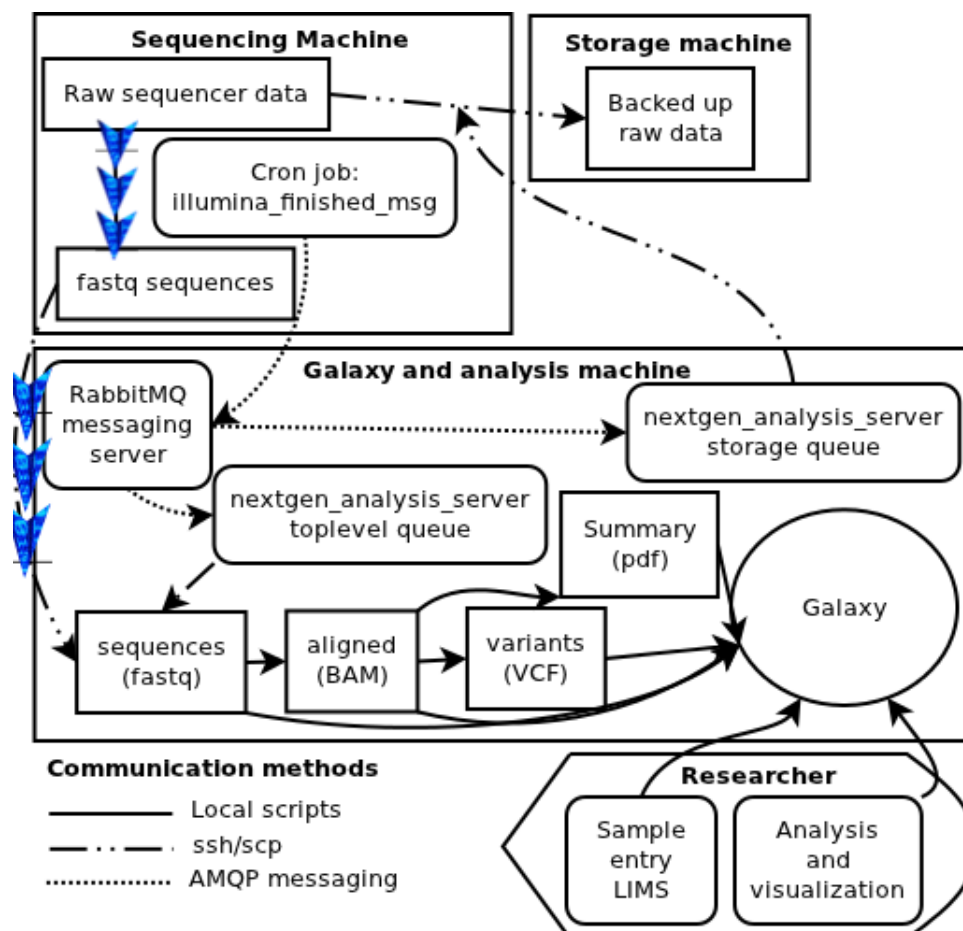 Sequencing Machine
Raw sequencer data
Cron job:
illumina_finished_msg
fastq sequences
Storage machine
Backed up
raw data
Galaxy and analysis machine
RabbitMQ
messaging
server
nextgen_analysis_server
storage queue
nextgen_analysis_server
toplevel queue
Summary
(pdf)
Galaxy
sequences
(fastq)
aligned
(BAM)
variants
(VCF)
Communication methods
Local scripts
ssh/scp
AMQP messaging
Researcher
Sample
entry
LIMS
Analysis
and
visualization